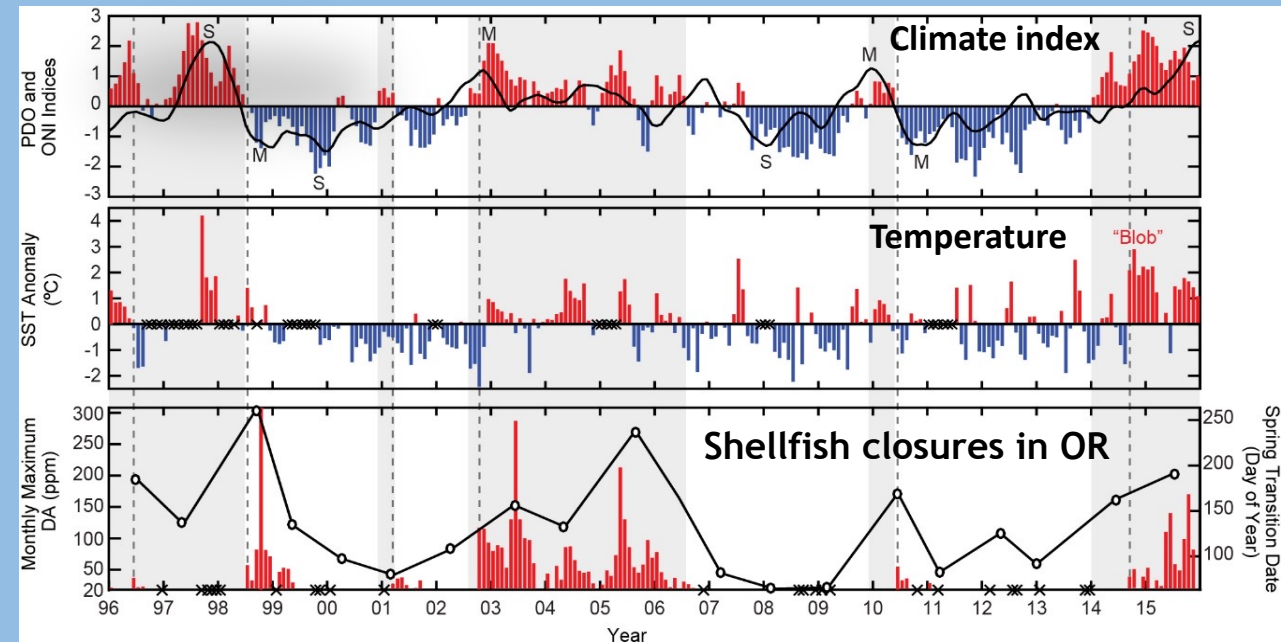 Climate index
PDO and
ONI Indices
3
2
1
0
-1
-2
-3
S
M
S
M
S
M
M
S
Temperature
"Blob"
SST Anomaly
(ºC)
4
3
2
1
0
-1
-2
Shellfish closures in OR
Monthly Maximum
DA (ppm)
300
250
200
150
100
50
20
250
200
150
100
Spring Transition Date
(Day of Year)
96 97 98 99 00 01 02 03 04 05 06 07 08 09 10 11 12 13 14 15
Year